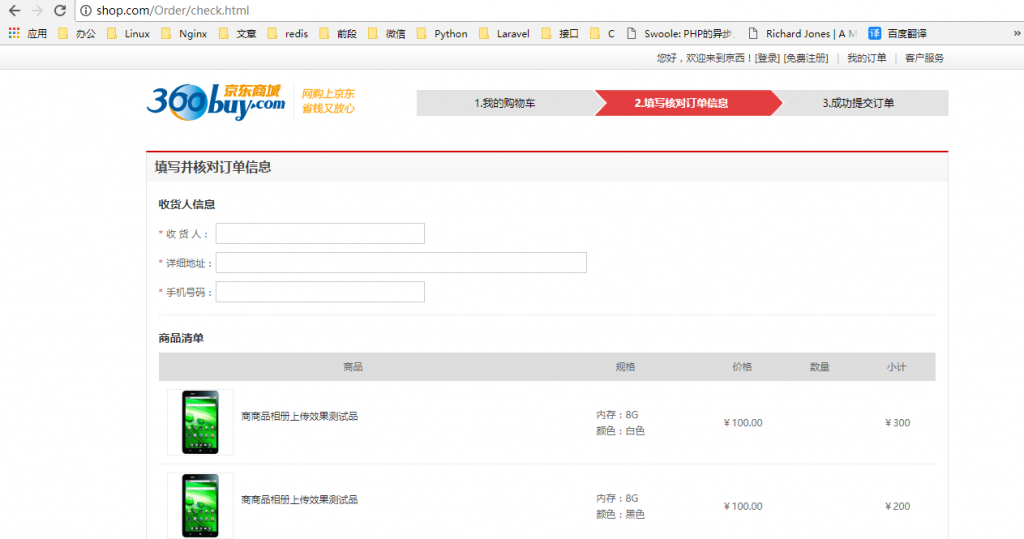 shop.com/Order/check.html
应用 办公 Linux Nginx 文章 redis 前段 微信 Python Laravel 接口 C Swoole: PHP的异步 Richard Jones | A M 译 百度翻译 »
您好，欢迎来到京西！[登录] [免费注册] | 我的订单 | 客户服务
360buy.com 京东商城
网购上京东
省钱又放心
1.我的购物车 2.填写核对订单信息 3.成功提交订单
填写并核对订单信息
收货人信息
* 收 货 人：
* 详细地址：
* 手机号码：
商品清单
商品 规格 价格 数量 小计
商商品相册上传效果测试品 内存：8G
颜色：白色 ￥100.00 ￥300
商商品相册上传效果测试品 内存：8G
颜色：黑色 ￥100.00 ￥200